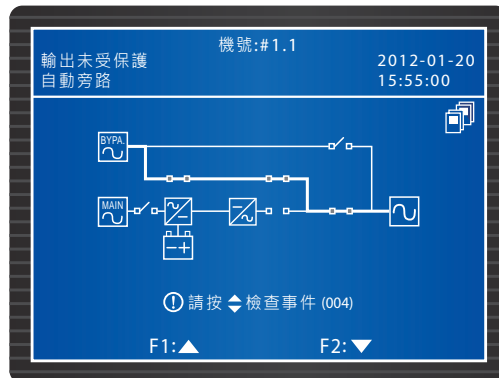 機號:#1.1
輸出未受保護
自動旁路
2012-01-20
15:55:00
BYPA.
MAIN
請按檢查事件 (004)
F1: F2: